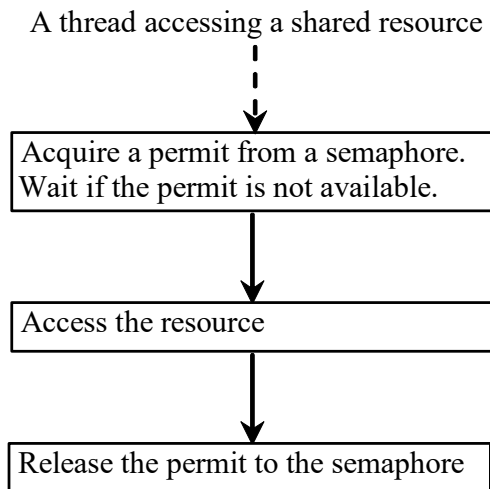 A thread accessing a shared resource
Acquire a permit from a semaphore.
Wait if the permit is not available.
Access the resource
Release the permit to the semaphore